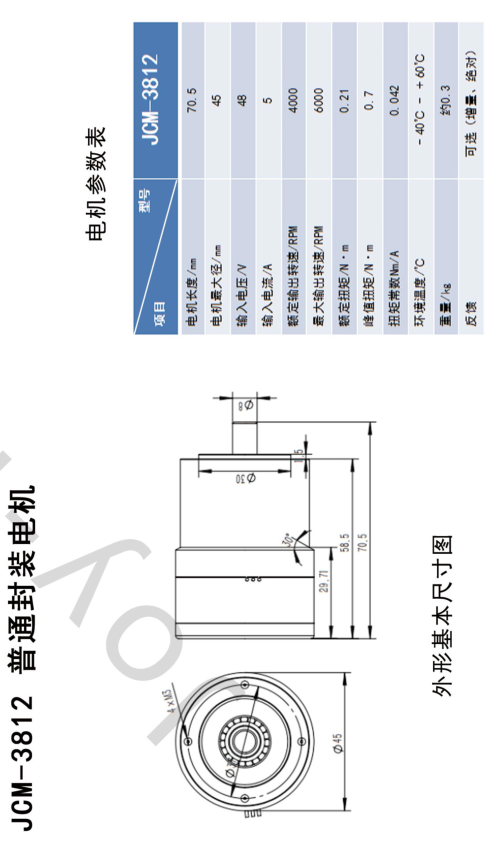 JCM-3812 普通封装电机
4×M3
Ø45
Ø30
Ø8
30°
29.71
58.5
70.5
外形基本尺寸图
电机参数表
项目 型号 JCM-3812
电机长度/mm 70.5
电机最大径/mm 45
输入电压/V 48
输入电流/A 5
额定输出转速/RPM 4000
最大输出转速/RPM 6000
额定扭矩/N·m 0.21
峰值扭矩/N·m 0.7
扭矩常数Nm/A 0.042
环境温度/℃ -40℃ - +60℃
重量/kg 约0.3
反馈 可选（增量、绝对）